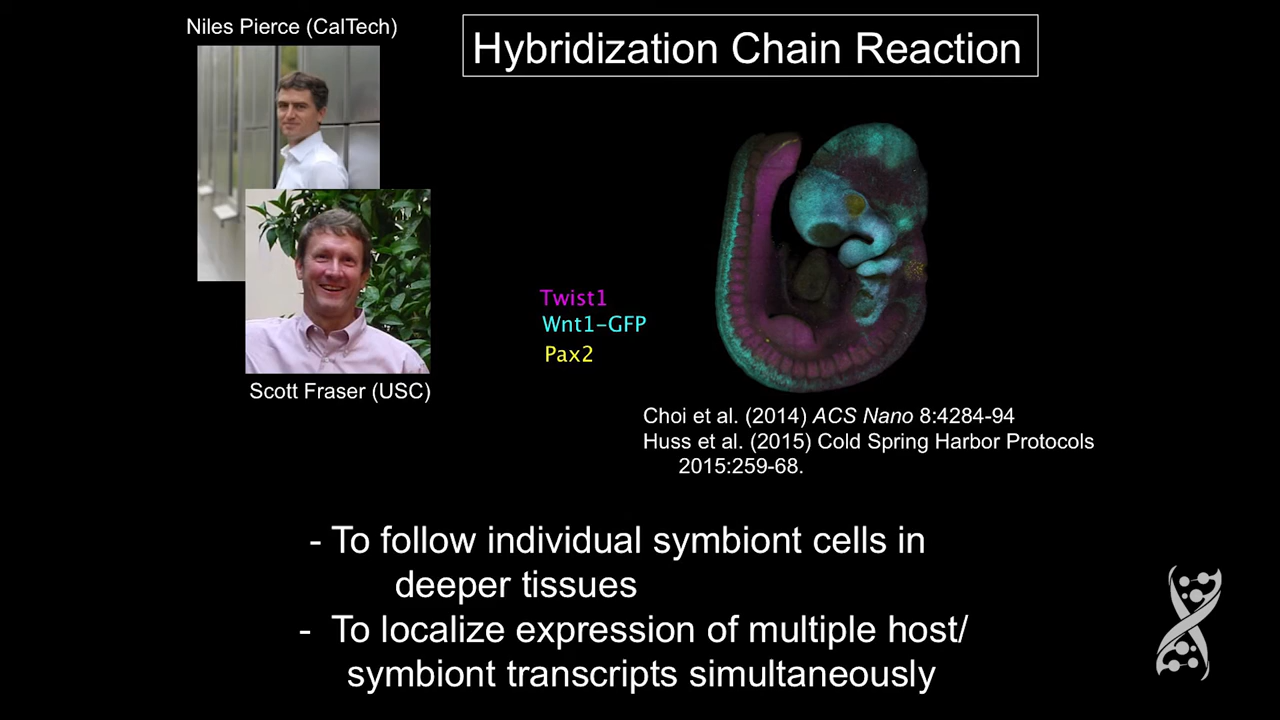 Niles Pierce (CalTech)
Hybridization Chain Reaction
Twist1
Wnt1-GFP
Pax2
Scott Fraser (USC)
Choi et al. (2014) ACS Nano 8:4284-94
Huss et al. (2015) Cold Spring Harbor Protocols
2015:259-68.
- To follow individual symbiont cells in
deeper tissues
- To localize expression of multiple host/
symbiont transcripts simultaneously